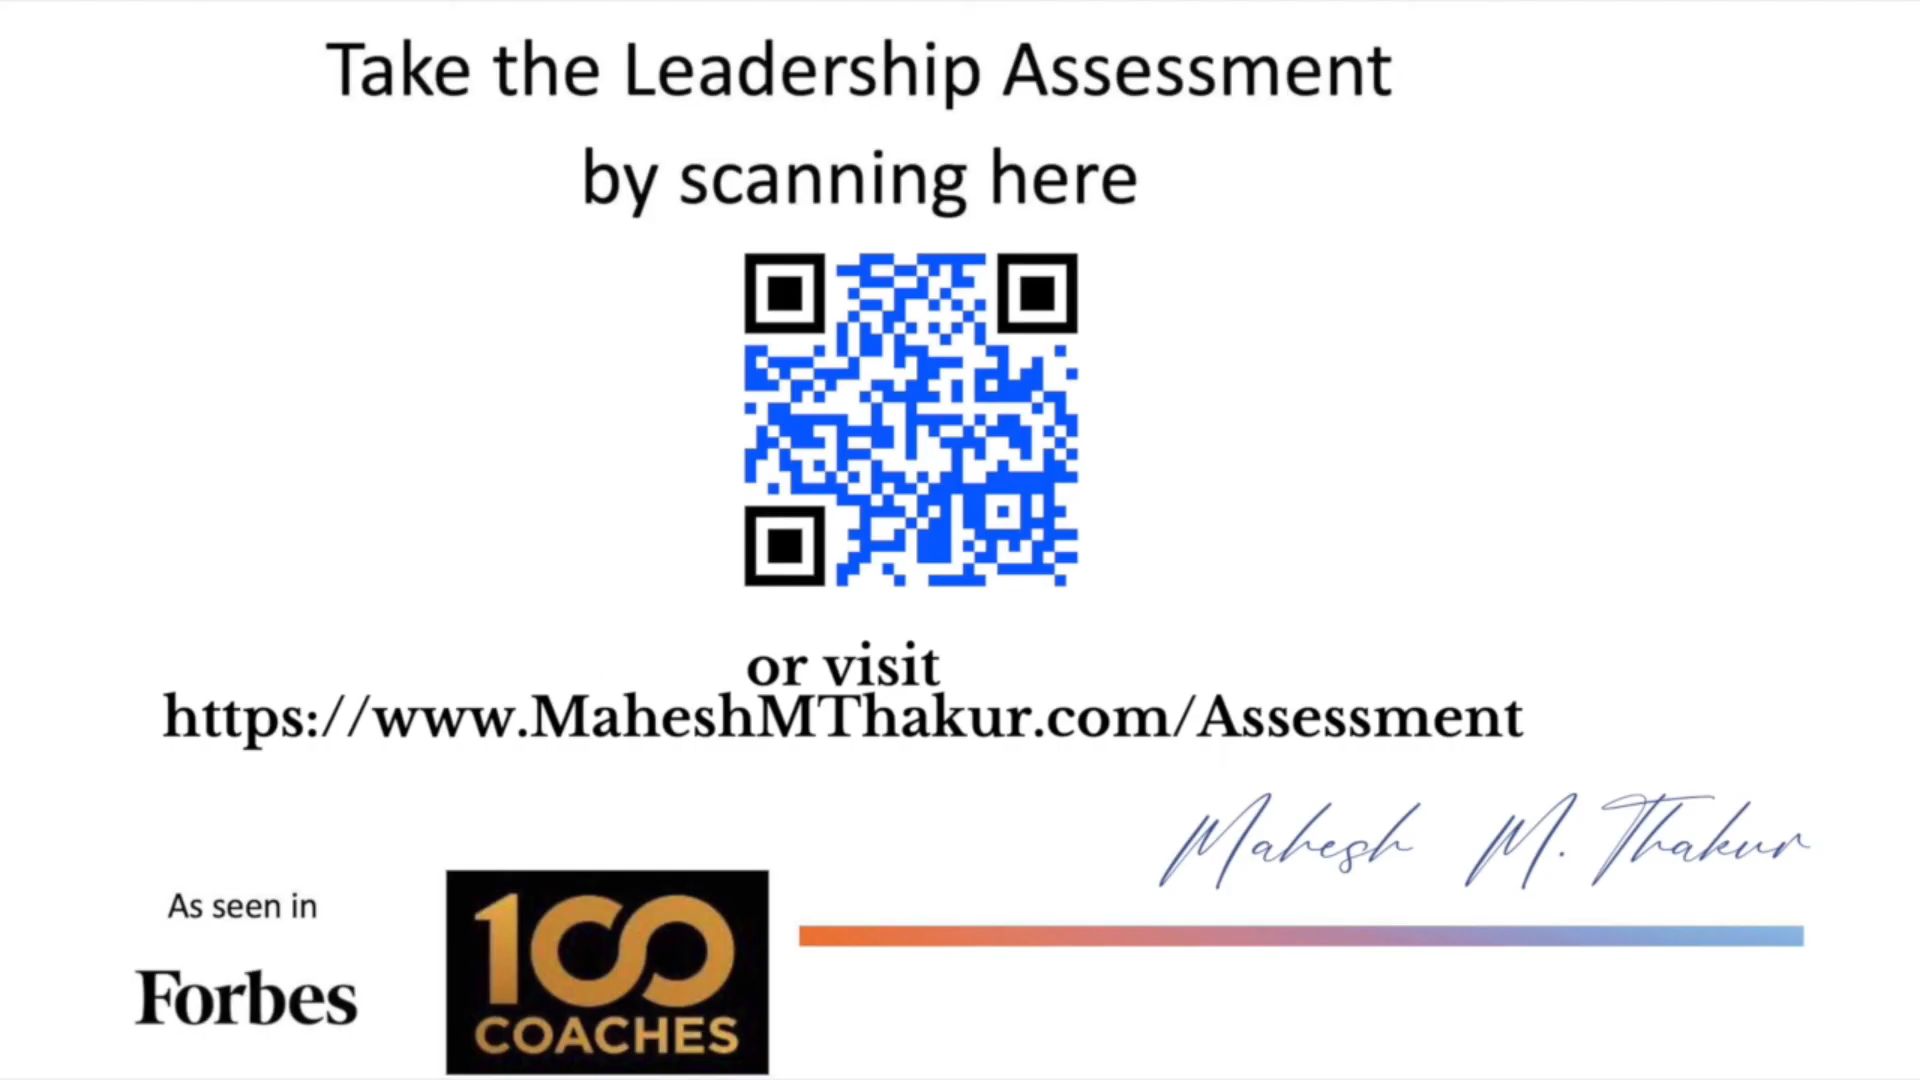 Take the Leadership Assessment
by scanning here
or visit
https://www.MaheshMThakur.com/Assessment
Mahesh M. Thakur
As seen in
Forbes
100
COACHES